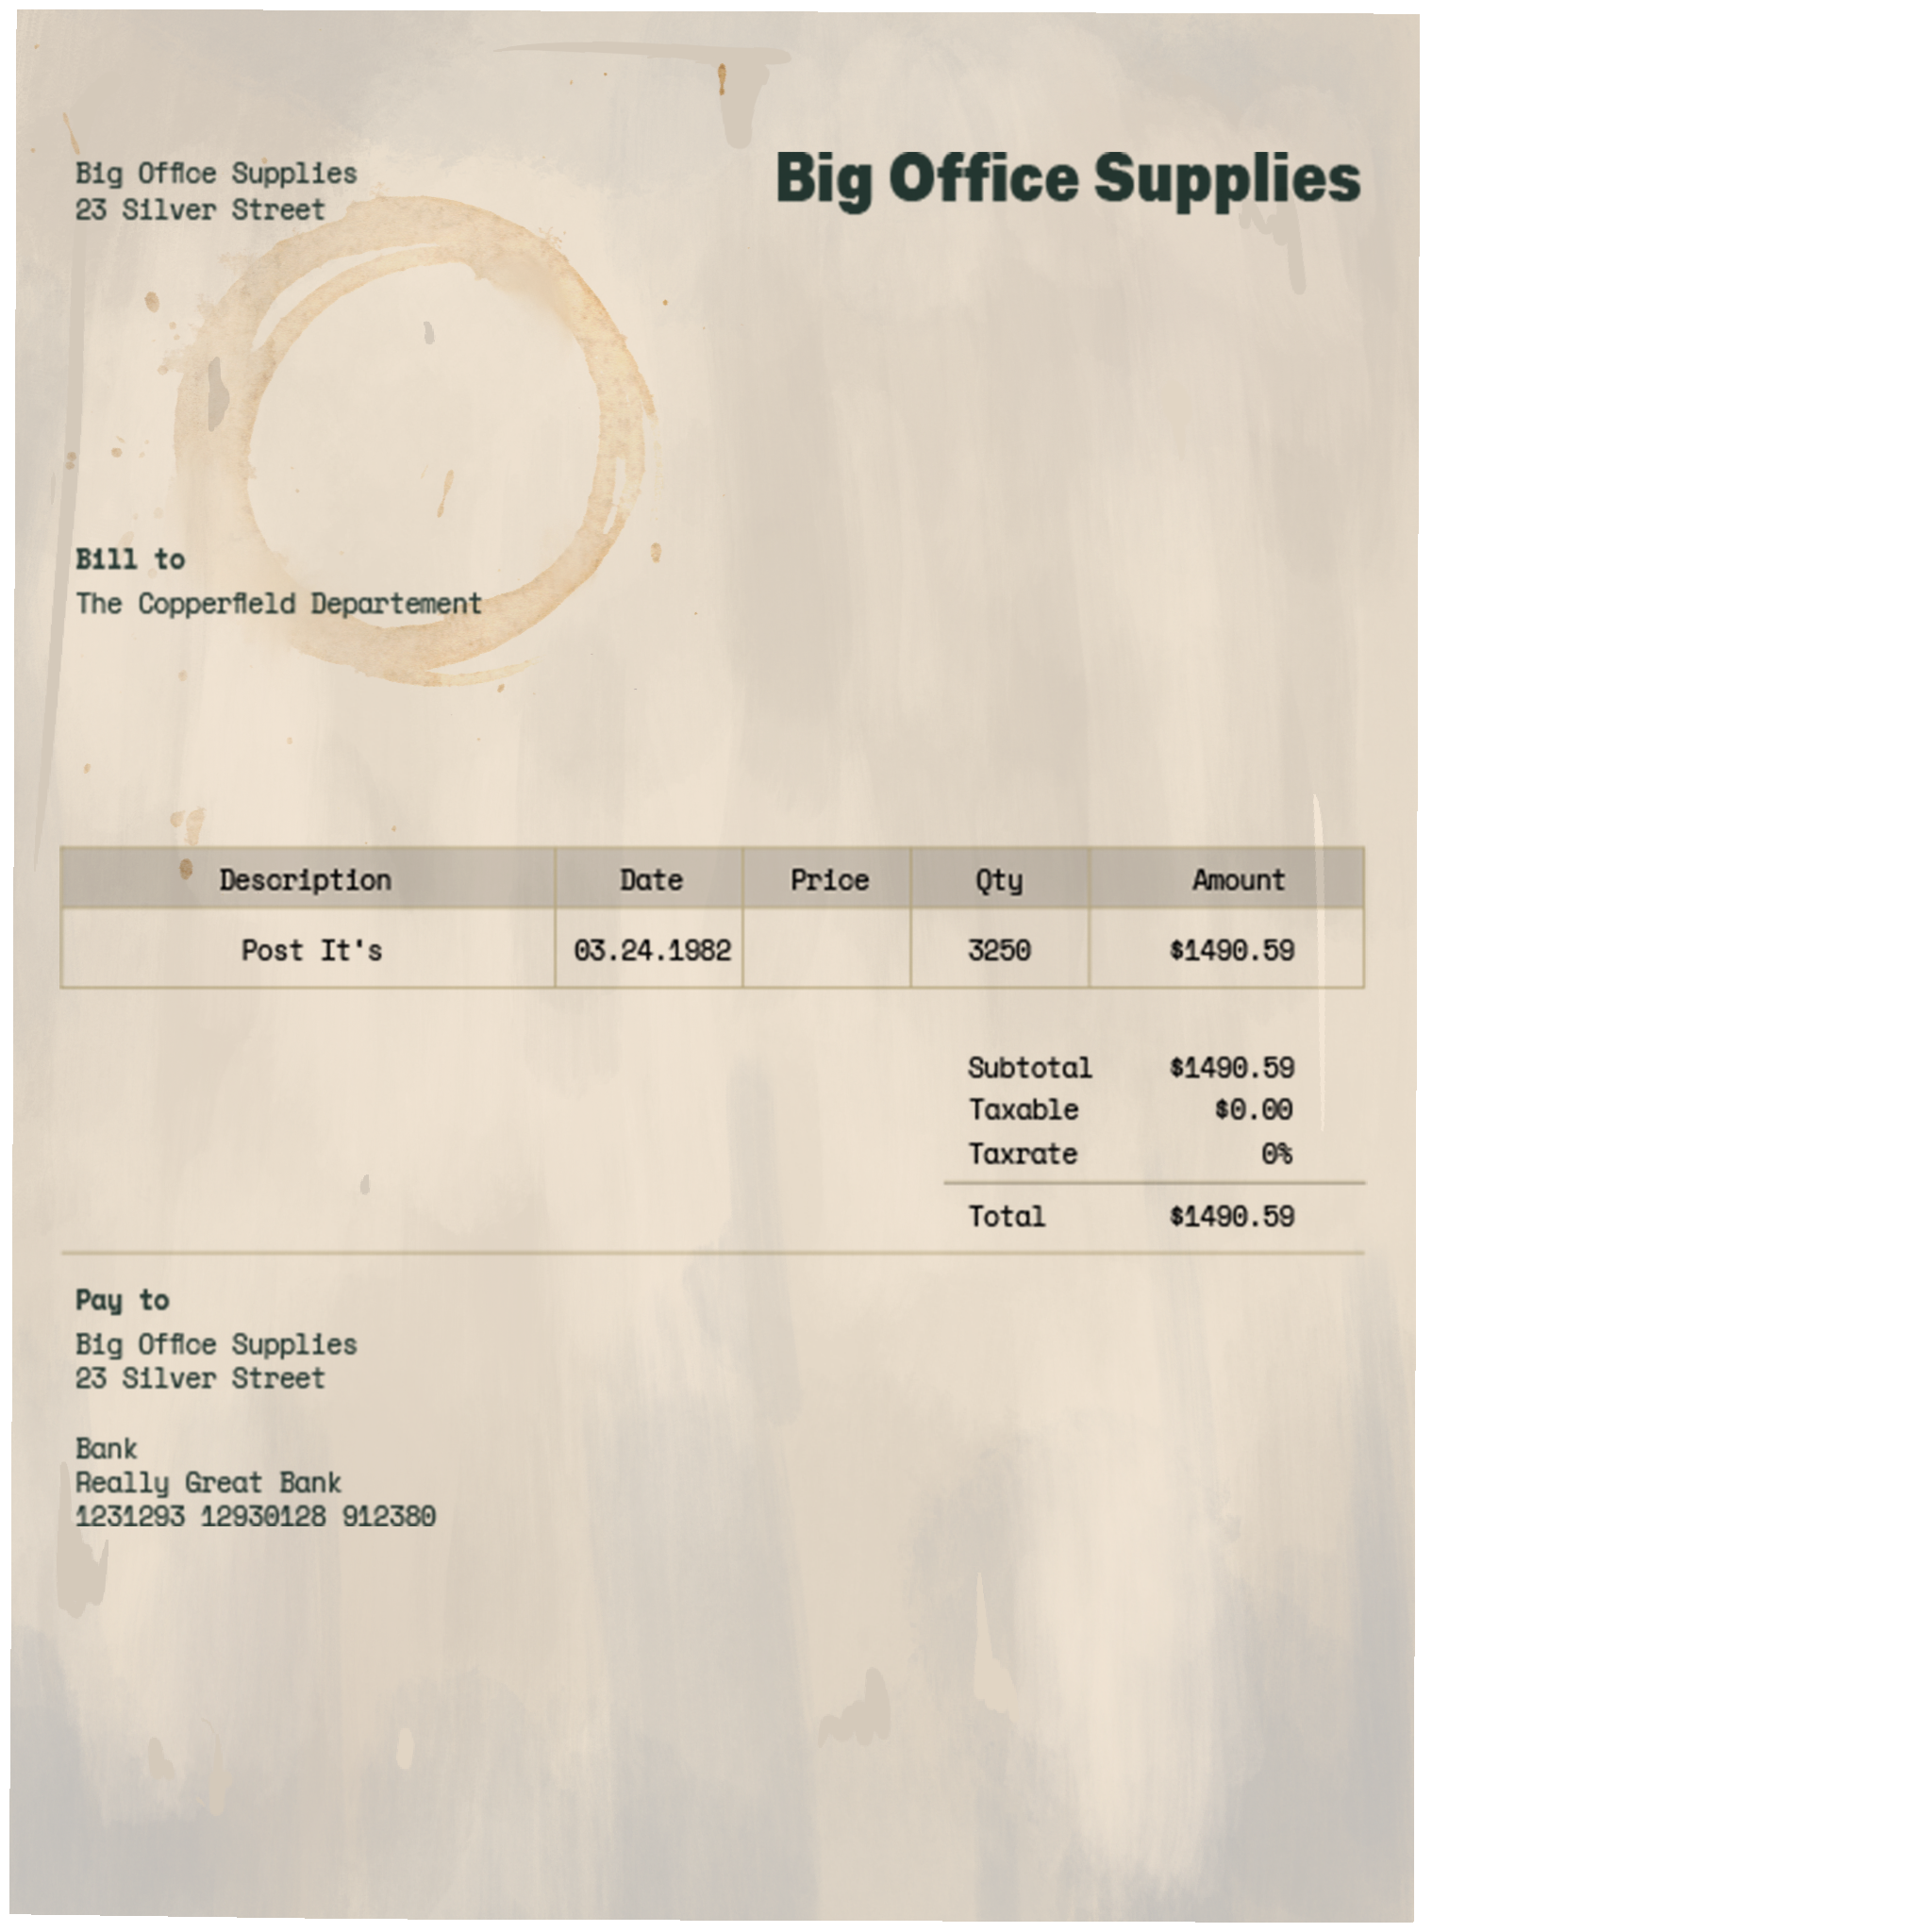 Big Office Supplies
23 Silver Street
Big Office Supplies
Bill to
The Copperfield Departement
Description Date Price Qty Amount
Post It's 03.24.1982 3250 $1490.59
Subtotal $1490.59
Taxable $0.00
Taxrate 0%
Total $1490.59
Pay to
Big Office Supplies
23 Silver Street
Bank
Really Great Bank
1231293 12930128 912380